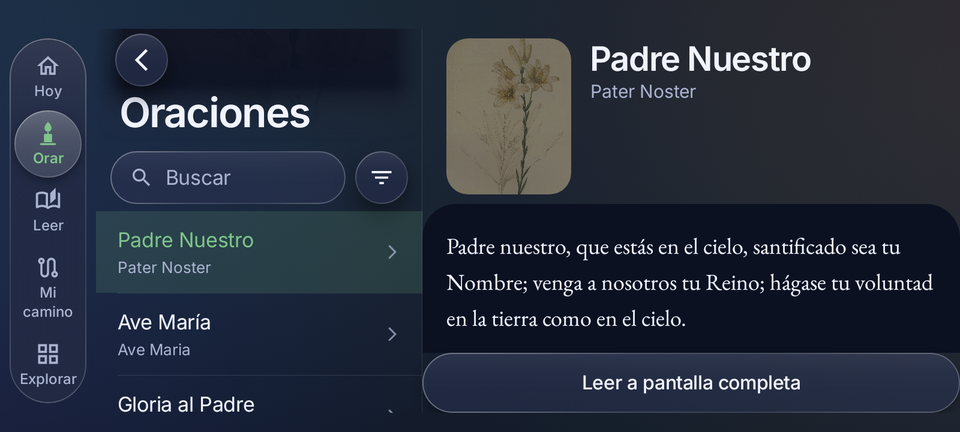 Hoy
Orar
Leer
Mi
camino
Explorar
Oraciones
Buscar
Padre Nuestro
Pater Noster
Ave María
Ave Maria
Gloria al Padre
Padre Nuestro
Pater Noster
Padre nuestro, que estás en el cielo, santificado sea tu
Nombre; venga a nosotros tu Reino; hágase tu voluntad
en la tierra como en el cielo.
Leer a pantalla completa